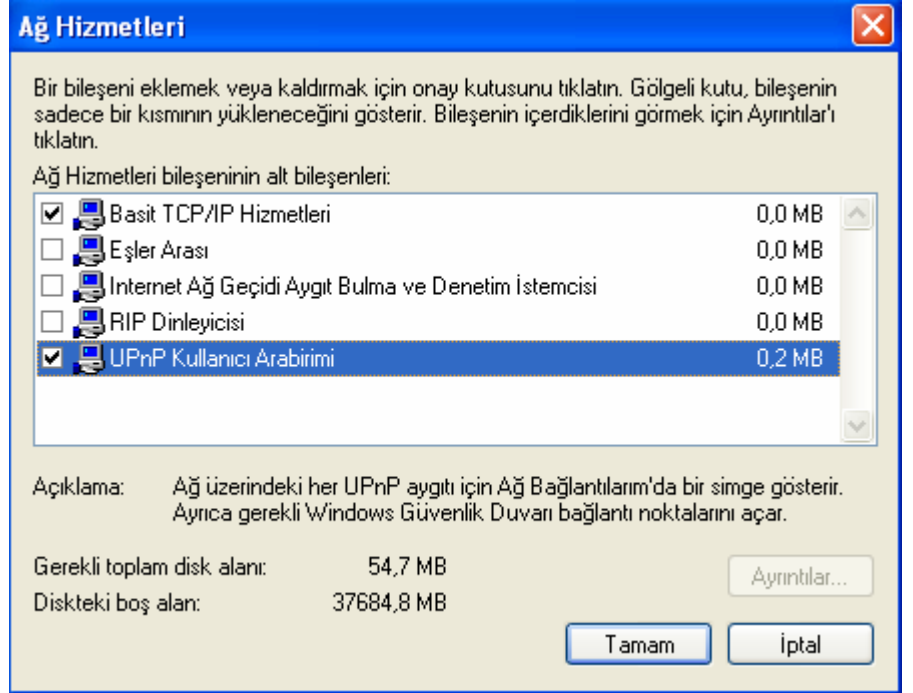 Ağ Hizmetleri
Bir bileşeni eklemek veya kaldırmak için onay kutusunu tıklatın. Gölgeli kutu, bileşenin
sadece bir kısmının yükleneceğini gösterir. Bileşenin içerdiklerini görmek için Ayrıntılar'ı
tıklatın.
Ağ Hizmetleri bileşeninin alt bileşenleri:
Basit TCP/IP Hizmetleri 0,0 MB
Eşler Arası 0,0 MB
Internet Ağ Geçidi Aygıt Bulma ve Denetim İstemcisi 0,0 MB
RIP Dinleyicisi 0,0 MB
UPnP Kullanıcı Arabirimi 0,2 MB
Açıklama: Ağ üzerindeki her UPnP aygıtı için Ağ Bağlantılarım'da bir simge gösterir.
Ayrıca gerekli Windows Güvenlik Duvarı bağlantı noktalarını açar.
Gerekli toplam disk alanı: 54,7 MB
Diskteki boş alan: 37684,8 MB
Ayrıntılar...
Tamam İptal